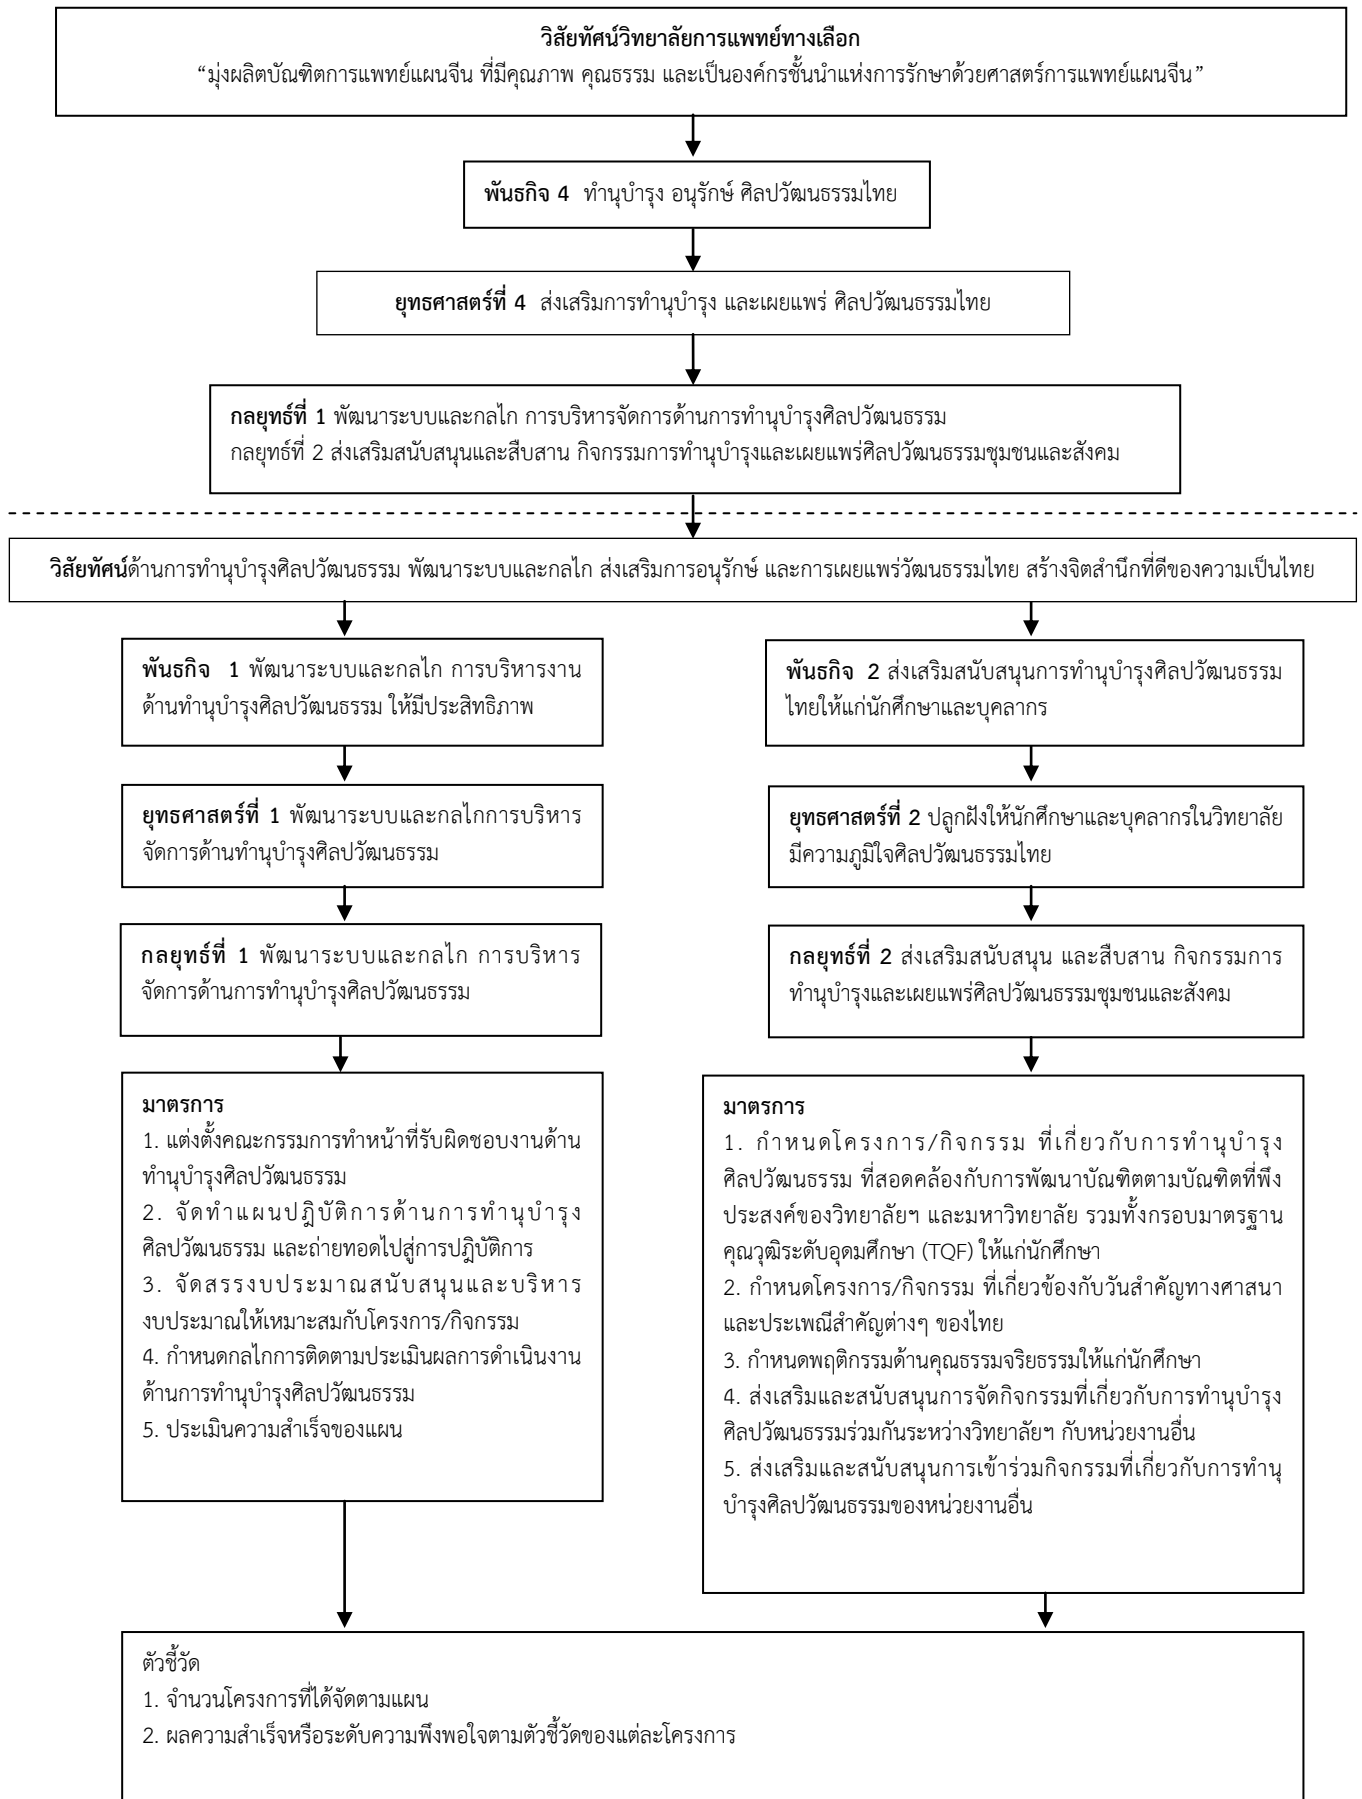 วิสัยทัศน์วิทยาลัยการแพทย์ทางเลือก
“มุ่งผลิตบัณฑิตการแพทย์แผนจีน ที่มีคุณภาพ คุณธรรม และเป็นองค์กรชั้นนำแห่งการรักษาด้วยศาสตร์การแพทย์แผนจีน”
พันธกิจ 4 ทำนุบำรุง อนุรักษ์ ศิลปวัฒนธรรมไทย
ยุทธศาสตร์ที่ 4 ส่งเสริมการทำนุบำรุง และเผยแพร่ ศิลปวัฒนธรรมไทย
กลยุทธ์ที่ 1 พัฒนาระบบและกลไก การบริหารจัดการด้านการทำนุบำรุงศิลปวัฒนธรรม
กลยุทธ์ที่ 2 ส่งเสริมสนับสนุนและสืบสาน กิจกรรมการทำนุบำรุงและเผยแพร่ศิลปวัฒนธรรมชุมชนและสังคม
วิสัยทัศน์ด้านการทำนุบำรุงศิลปวัฒนธรรม พัฒนาระบบและกลไก ส่งเสริมการอนุรักษ์ และการเผยแพร่วัฒนธรรมไทย สร้างจิตสำนึกที่ดีของความเป็นไทย
พันธกิจ 1 พัฒนาระบบและกลไก การบริหารงาน
ด้านทำนุบำรุงศิลปวัฒนธรรม ให้มีประสิทธิภาพ
ยุทธศาสตร์ที่ 1 พัฒนาระบบและกลไกการบริหาร
จัดการด้านทำนุบำรุงศิลปวัฒนธรรม
กลยุทธ์ที่ 1 พัฒนาระบบและกลไก การบริหาร
จัดการด้านการทำนุบำรุงศิลปวัฒนธรรม
มาตรการ
1. แต่งตั้งคณะกรรมการทำหน้าที่รับผิดชอบงานด้าน
ทำนุบำรุงศิลปวัฒนธรรม
2. จัดทำแผนปฏิบัติการด้านการทำนุบำรุง
ศิลปวัฒนธรรม และถ่ายทอดไปสู่การปฏิบัติการ
3. จัดสรรงบประมาณสนับสนุนและบริหาร
งบประมาณให้เหมาะสมกับโครงการ/กิจกรรม
4. กำหนดกลไกการติดตามประเมินผลการดำเนินงาน
ด้านการทำนุบำรุงศิลปวัฒนธรรม
5. ประเมินความสำเร็จของแผน
พันธกิจ 2 ส่งเสริมสนับสนุนการทำนุบำรุงศิลปวัฒนธรรม
ไทยให้แก่นักศึกษาและบุคลากร
ยุทธศาสตร์ที่ 2 ปลูกฝังให้นักศึกษาและบุคลากรในวิทยาลัย
มีความภูมิใจศิลปวัฒนธรรมไทย
กลยุทธ์ที่ 2 ส่งเสริมสนับสนุน และสืบสาน กิจกรรมการ
ทำนุบำรุงและเผยแพร่ศิลปวัฒนธรรมชุมชนและสังคม
มาตรการ
1. กำหนดโครงการ/กิจกรรม ที่เกี่ยวกับการทำนุบำรุง
ศิลปวัฒนธรรม ที่สอดคล้องกับการพัฒนาบัณฑิตตามบัณฑิตที่พึง
ประสงค์ของวิทยาลัยฯ และมหาวิทยาลัย รวมทั้งกรอบมาตรฐาน
คุณวุฒิระดับอุดมศึกษา (TQF) ให้แก่นักศึกษา
2. กำหนดโครงการ/กิจกรรม ที่เกี่ยวข้องกับวันสำคัญทางศาสนา
และประเพณีสำคัญต่างๆ ของไทย
3. กำหนดพฤติกรรมด้านคุณธรรมจริยธรรมให้แก่นักศึกษา
4. ส่งเสริมและสนับสนุนการจัดกิจกรรมที่เกี่ยวกับการทำนุบำรุง
ศิลปวัฒนธรรมร่วมกันระหว่างวิทยาลัยฯ กับหน่วยงานอื่น
5. ส่งเสริมและสนับสนุนการเข้าร่วมกิจกรรมที่เกี่ยวกับการทำนุ
บำรุงศิลปวัฒนธรรมของหน่วยงานอื่น
ตัวชี้วัด
1. จำนวนโครงการที่ได้จัดตามแผน
2. ผลความสำเร็จหรือระดับความพึงพอใจตามตัวชี้วัดของแต่ละโครงการ